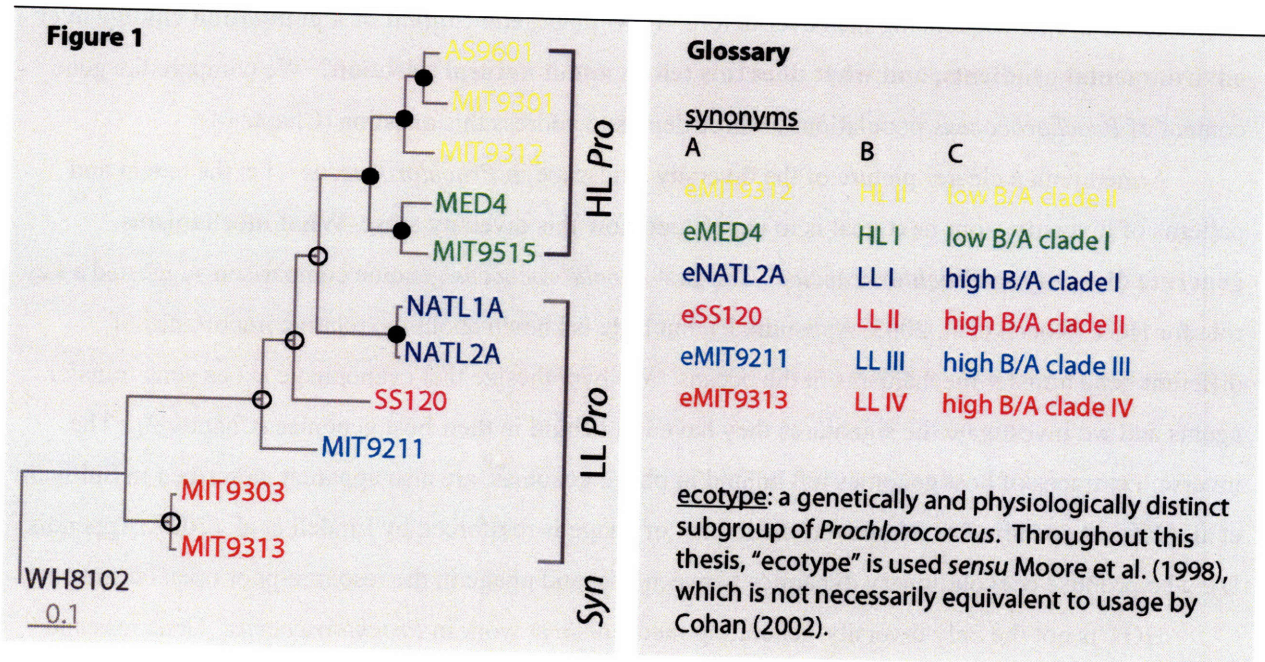 Figure 1
AS9601
MIT9301
MIT9312
MED4
MIT9515
HL Pro
NATL1A
NATL2A
SS120
MIT9211
MIT9303
MIT9313
LL Pro
WH8102
Syn
0.1
Glossary
synonyms
A B C
eMIT9312 HL II low B/A clade II
eMED4 HL I low B/A clade I
eNATL2A LL I high B/A clade I
eSS120 LL II high B/A clade II
eMIT9211 LL III high B/A clade III
eMIT9313 LL IV high B/A clade IV
ecotype: a genetically and physiologically distinct
subgroup of Prochlorococcus. Throughout this
thesis, "ecotype" is used sensu Moore et al. (1998),
which is not necessarily equivalent to usage by
Cohan (2002).